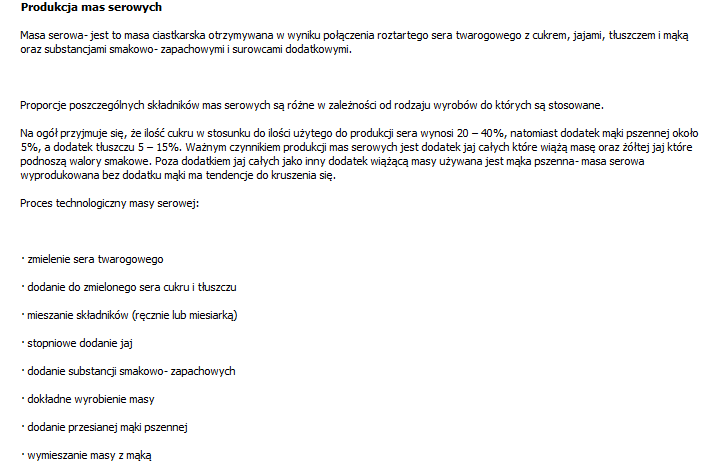 Produkcja mas serowych
Masa serowa- jest to masa ciastkarska otrzymywana w wyniku połączenia roztartego sera twarogowego z cukrem, jajami, tłuszczem i mąką
oraz substancjami smakowo- zapachowymi i surowcami dodatkowymi.
Proporcje poszczególnych składników mas serowych są różne w zależności od rodzaju wyrobów do których są stosowane.
Na ogół przyjmuje się, że ilość cukru w stosunku do ilości użytego do produkcji sera wynosi 20 – 40%, natomiast dodatek mąki pszennej około
5%, a dodatek tłuszczu 5 – 15%. Ważnym czynnikiem produkcji mas serowych jest dodatek jaj całych które wiążą masę oraz żółtej jaj które
podnoszą walory smakowe. Poza dodatkiem jaj całych jako inny dodatek wiążącą masy używana jest mąka pszenna- masa serowa
wyprodukowana bez dodatku mąki ma tendencje do kruszenia się.
Proces technologiczny masy serowej:
· zmielenie sera twarogowego
· dodanie do zmielonego sera cukru i tłuszczu
· mieszanie składników (ręcznie lub miesiarką)
· stopniowe dodanie jaj
· dodanie substancji smakowo- zapachowych
· dokładne wyrobienie masy
· dodanie przesianej mąki pszennej
· wymieszanie masy z mąką